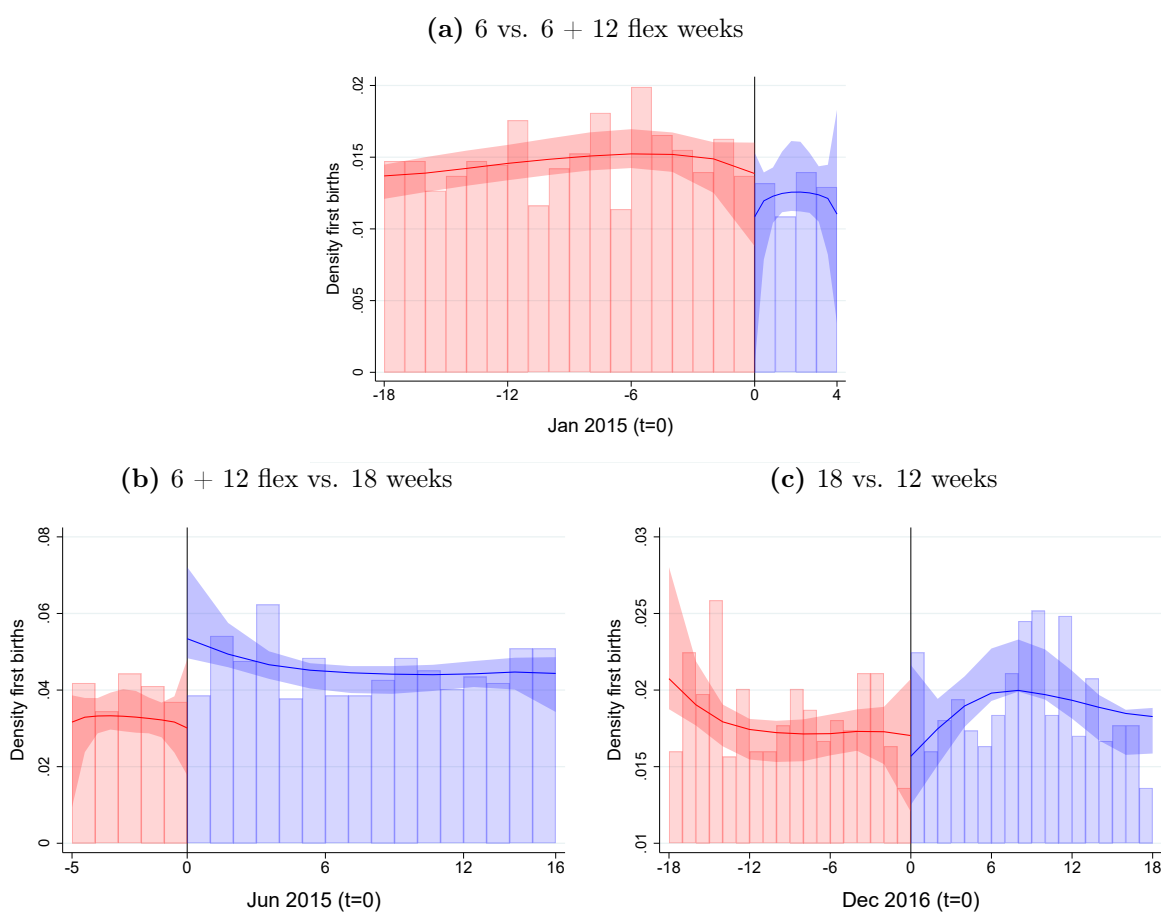 (a) 6 vs. 6 + 12 flex weeks
Density first births
.02
.015
.01
.005
0
-18 -12 -6 0 4
Jan 2015 (t=0)
(b) 6 + 12 flex vs. 18 weeks
Density first births
.08
.06
.04
.02
0
-5 0 6 12 16
Jun 2015 (t=0)
(c) 18 vs. 12 weeks
Density first births
.03
.025
.02
.015
.01
-18 -12 -6 0 6 12 18
Dec 2016 (t=0)